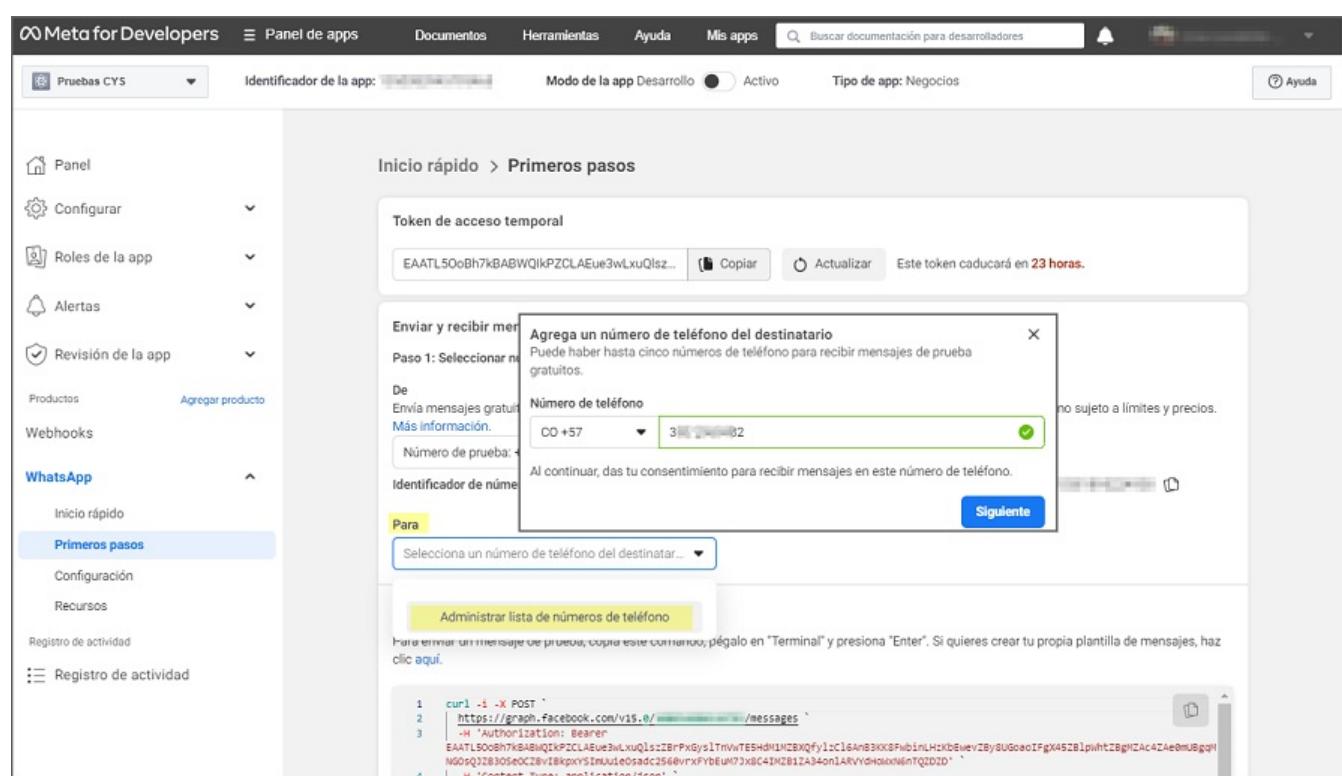 Meta for Developers
Panel de apps
Documentos
Herramientas
Ayuda
Mis apps
Buscar documentación para desarrolladores
Pruebas CYS
Identificador de la app:
Modo de la app Desarrollo
Activo
Tipo de app: Negocios
Ayuda
Panel
Configurar
Roles de la app
Alertas
Revisión de la app
Productos
Agregar producto
Webhooks
WhatsApp
Inicio rápido
Primeros pasos
Configuración
Recursos
Registro de actividad
Registro de actividad
Inicio rápido > Primeros pasos
Token de acceso temporal
EAATL5OoBh7kBABWQIkPZCLAEue3wLxuQlsz...
Copiar
Actualizar
Este token caducará en 23 horas.
Enviar y recibir mer
Paso 1: Seleccionar
De
Envía mensajes gratuit
no sujeto a límites y precios.
Más información.
Número de prueba:
Identificador de núme
Agrega un número de teléfono del destinatario
Puede haber hasta cinco números de teléfono para recibir mensajes de prueba
gratuitos.
Número de teléfono
CO +57
Al continuar, das tu consentimiento para recibir mensajes en este número de teléfono.
Siguiente
Para
Selecciona un número de teléfono del destinatar...
Administrar lista de números de teléfono
Para enviar un mensaje de prueba, copia este comando, pégalo en "Terminal" y presiona "Enter". Si quieres crear tu propia plantilla de mensajes, haz
clic aquí.
1 curl -i -X POST `
2 https://graph.facebook.com/v15.0/ /messages `
3 -H 'Authorization: Bearer
4 -H 'Content-Type: application/json' `